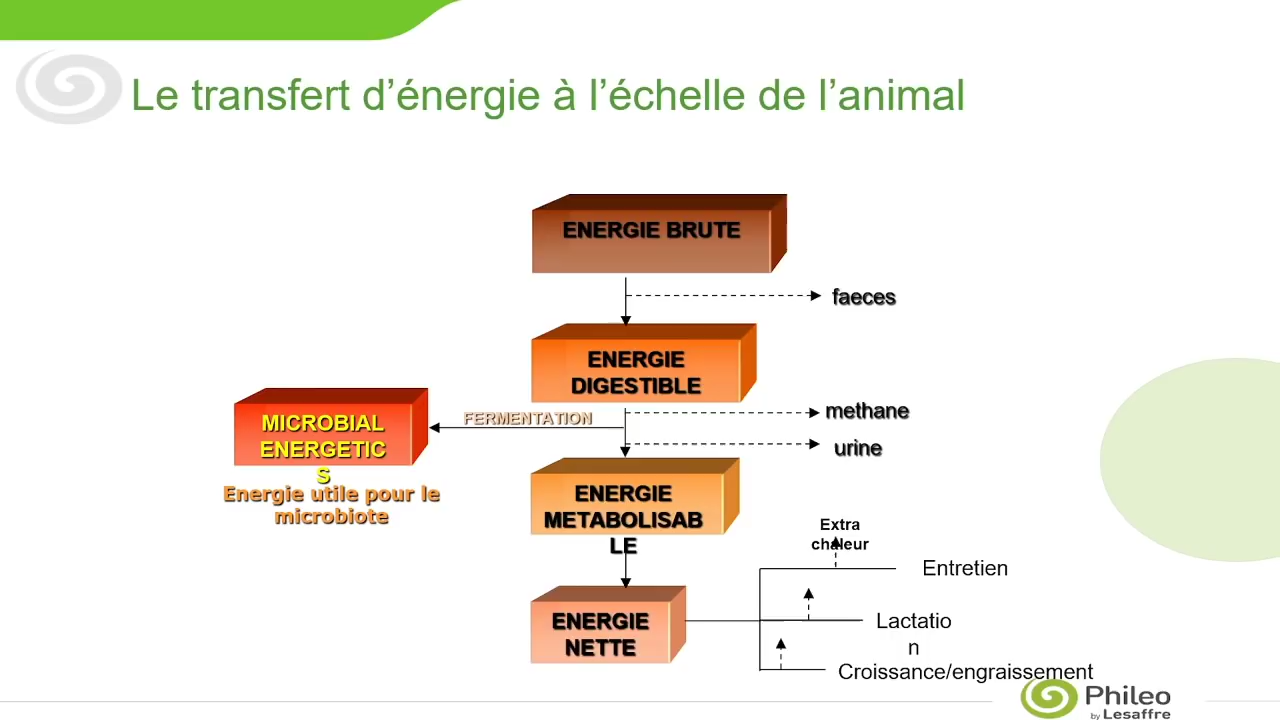 Le transfert d’énergie à l’échelle de l’animal
ENERGIE BRUTE
faeces
ENERGIE
DIGESTIBLE
methane
FERMENTATION
MICROBIAL
ENERGETIC
S
urine
Energie utile pour le
microbiote
ENERGIE
METABOLISAB
LE
Extra
chaleur
Entretien
ENERGIE
NETTE
Lactatio
n
Croissance/engraissement
Phileo
by Lesaffre